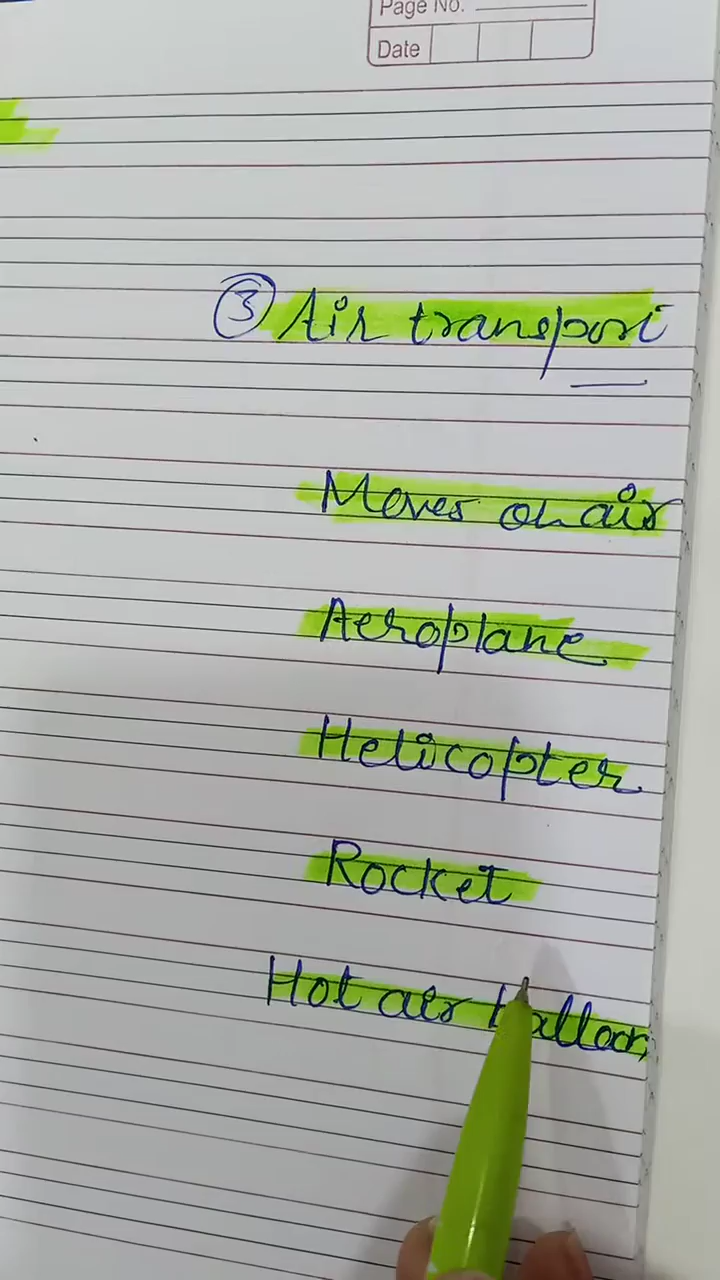 Page No.
Date
③ Air transport
Moves on air
Aeroplane
Helicopter
Rocket
Hot air balloon